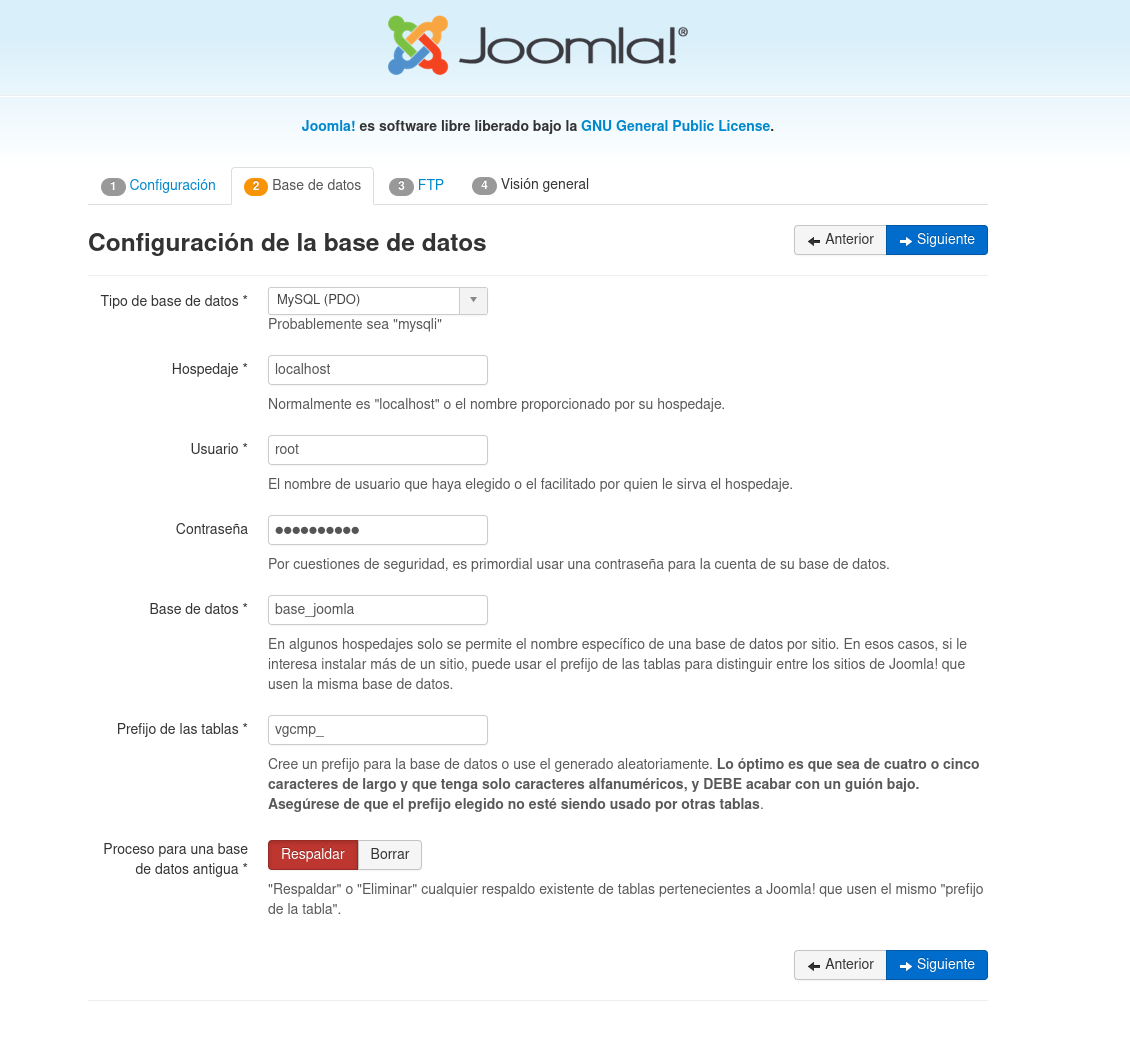 Joomla!®
Joomla! es software libre liberado bajo la GNU General Public License.
1 Configuración 2 Base de datos 3 FTP 4 Visión general
Configuración de la base de datos
Anterior Siguiente
Tipo de base de datos * MySQL (PDO)
Probablemente sea "mysqli"
Hospedaje * localhost
Normalmente es "localhost" o el nombre proporcionado por su hospedaje.
Usuario * root
El nombre de usuario que haya elegido o el facilitado por quien le sirva el hospedaje.
Contraseña ●●●●●●●●●●
Por cuestiones de seguridad, es primordial usar una contraseña para la cuenta de su base de datos.
Base de datos * base_joomla
En algunos hospedajes solo se permite el nombre específico de una base de datos por sitio. En esos casos, si le
interesa instalar más de un sitio, puede usar el prefijo de las tablas para distinguir entre los sitios de Joomla! que
usen la misma base de datos.
Prefijo de las tablas * vgcmp_
Cree un prefijo para la base de datos o use el generado aleatoriamente. Lo óptimo es que sea de cuatro o cinco
caracteres de largo y que tenga solo caracteres alfanuméricos, y DEBE acabar con un guión bajo.
Asegúrese de que el prefijo elegido no esté siendo usado por otras tablas.
Proceso para una base
de datos antigua *
Respaldar Borrar
"Respaldar" o "Eliminar" cualquier respaldo existente de tablas pertenecientes a Joomla! que usen el mismo "prefijo
de la tabla".
Anterior Siguiente